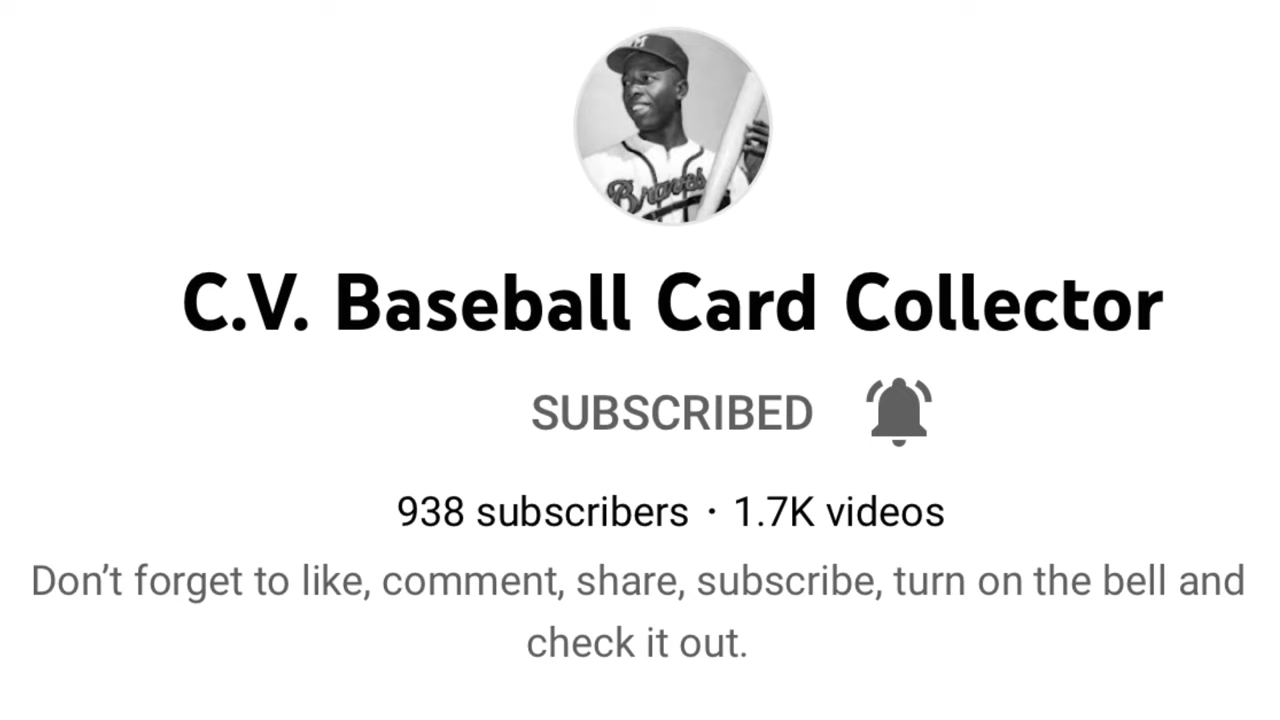 M
Braves
C.V. Baseball Card Collector
SUBSCRIBED
938 subscribers · 1.7K videos
Don’t forget to like, comment, share, subscribe, turn on the bell and
check it out.